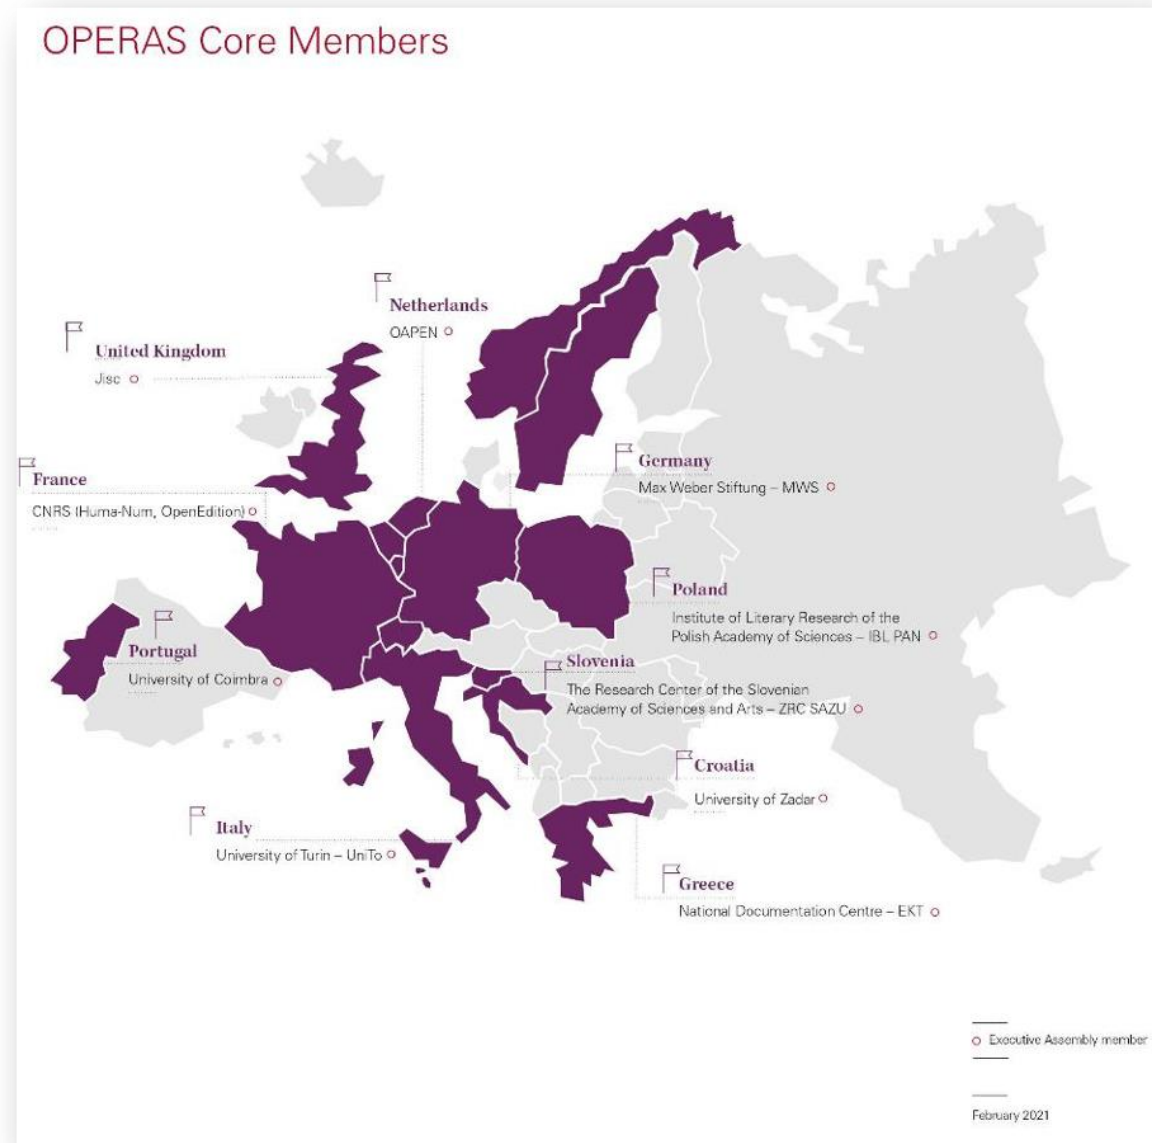 OPERAS Core Members
Netherlands
OAPEN
United Kingdom
Jisc
France
CNRS (Huma-Num, OpenEdition)
Germany
Max Weber Stiftung – MWS
Poland
Institute of Literary Research of the
Polish Academy of Sciences – IBL PAN
Portugal
University of Coimbra
Slovenia
The Research Center of the Slovenian
Academy of Sciences and Arts – ZRC SAZU
Croatia
University of Zadar
Italy
University of Turin – UniTo
Greece
National Documentation Centre – EKT
Executive Assembly member
February 2021